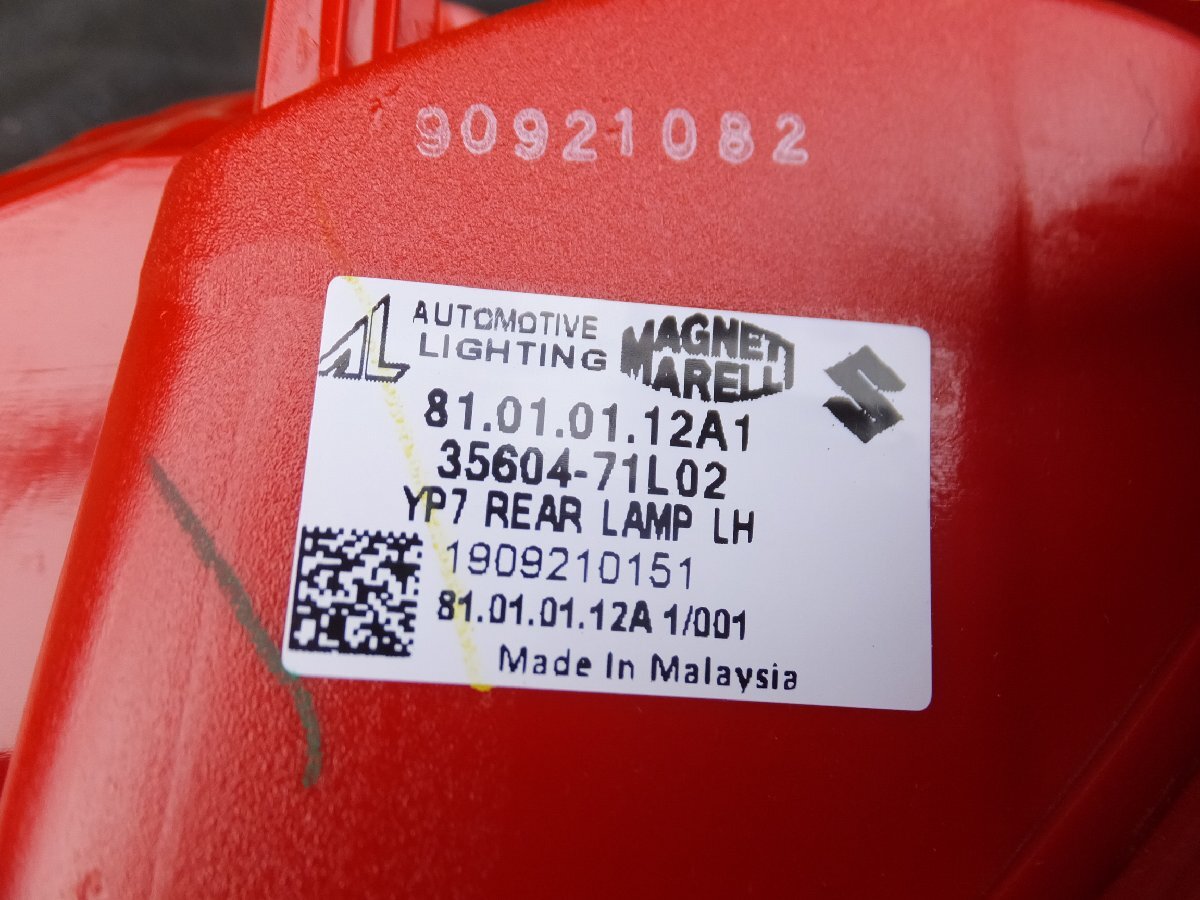 90921082
AL AUTOMOTIVE LIGHTING
MAGNETI MARELLI
81.01.01.12A1
35604-71L02
YP7 REAR LAMP LH
1909210151
81.01.01.12A 1/001
Made In Malaysia